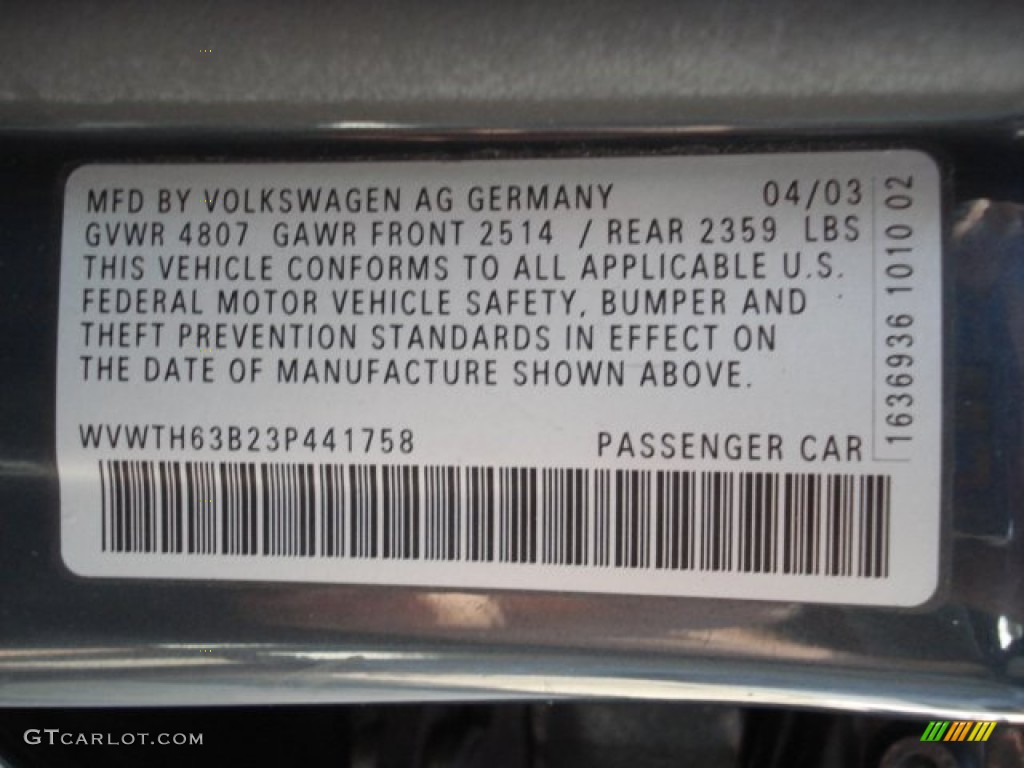 MFD BY VOLKSWAGEN AG GERMANY 04/03
GVWR 4807 GAWR FRONT 2514 / REAR 2359 LBS
THIS VEHICLE CONFORMS TO ALL APPLICABLE U.S.
FEDERAL MOTOR VEHICLE SAFETY, BUMPER AND
THEFT PREVENTION STANDARDS IN EFFECT ON
THE DATE OF MANUFACTURE SHOWN ABOVE.
WVWTH63B23P441758 PASSENGER CAR
16369936 1010 02
GTCARLOT.COM